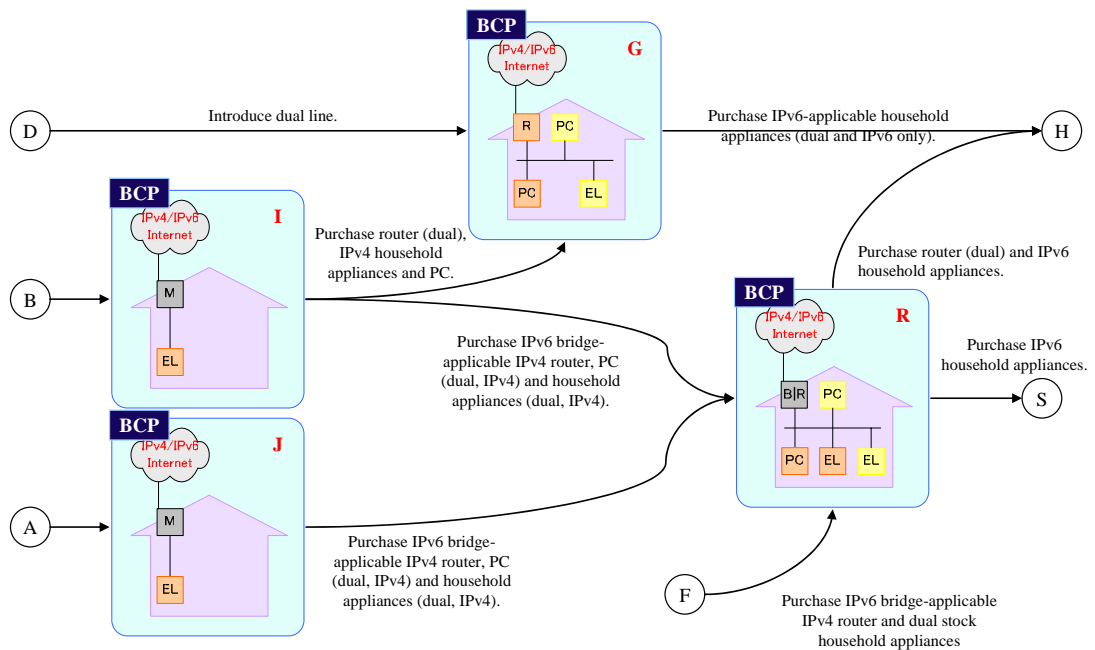 BCP
IPv4/IPv6
Internet
G
R
PC
PC
EL
D
Introduce dual line.
Purchase IPv6-applicable household
appliances (dual and IPv6 only).
H
BCP
IPv4/IPv6
Internet
I
M
EL
B
Purchase router (dual),
IPv4 household
appliances and PC.
Purchase IPv6 bridge-
applicable IPv4 router, PC
(dual, IPv4) and household
appliances (dual, IPv4).
Purchase router (dual) and IPv6
household appliances.
BCP
IPv4/IPv6
Internet
R
B|R
PC
PC
EL
EL
Purchase IPv6
household appliances.
S
BCP
IPv4/IPv6
Internet
J
M
EL
A
Purchase IPv6 bridge-
applicable IPv4 router, PC
(dual, IPv4) and household
appliances (dual, IPv4).
F
Purchase IPv6 bridge-applicable
IPv4 router and dual stock
household appliances